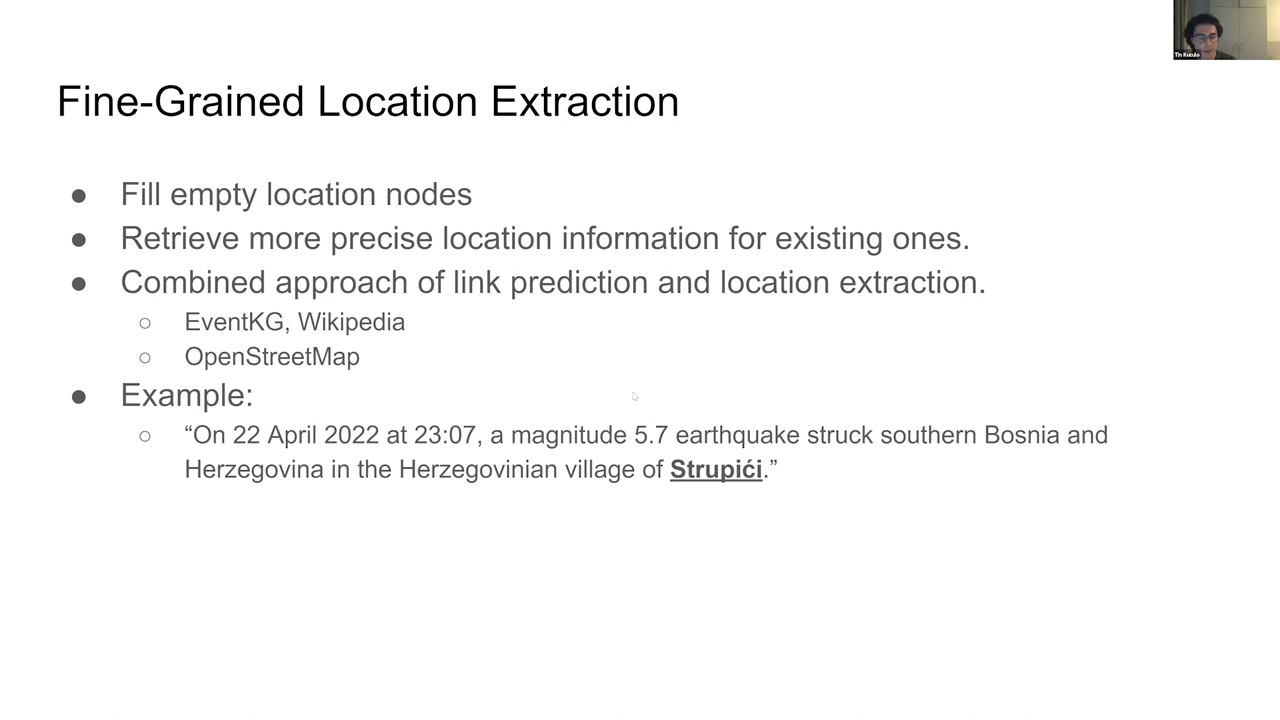 Tin Kuculo
Fine-Grained Location Extraction
● Fill empty location nodes
● Retrieve more precise location information for existing ones.
● Combined approach of link prediction and location extraction.
○ EventKG, Wikipedia
○ OpenStreetMap
● Example:
○ “On 22 April 2022 at 23:07, a magnitude 5.7 earthquake struck southern Bosnia and
Herzegovina in the Herzegovinian village of Strupići.”